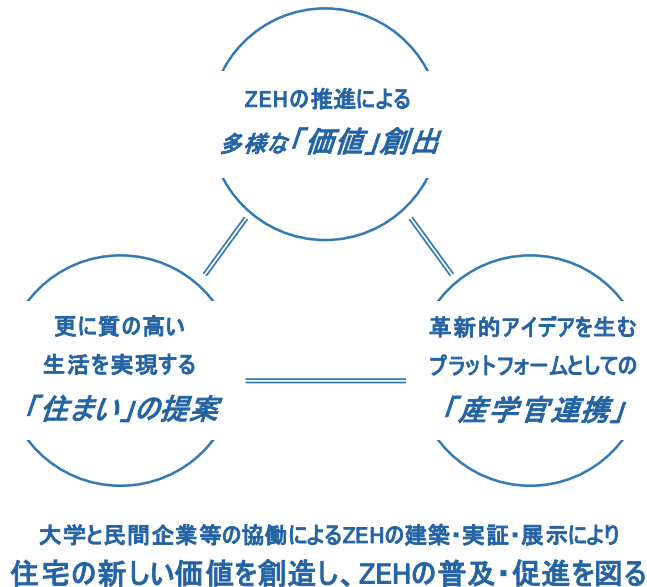 ZEHの推進による
多様な「価値」創出
更に質の高い
生活を実現する
「住まい」の提案
革新的アイデアを生む
プラットフォームとしての
「産学官連携」
大学と民間企業等の協働によるZEHの建築・実証・展示により
住宅の新しい価値を創造し、ZEHの普及・促進を図る